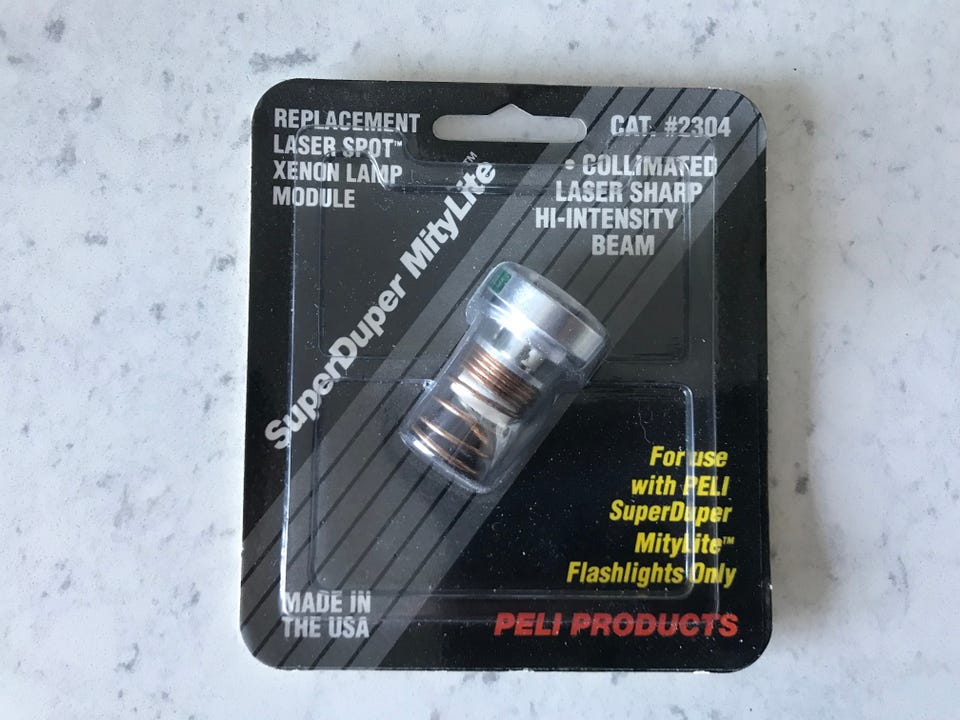 REPLACEMENT
LASER SPOT™
XENON LAMP
MODULE
CAT. #2304
• COLLIMATED
LASER SHARP
HI-INTENSITY
BEAM
SuperDuper MityLite™
For use
with PELI
SuperDuper
MityLite™
Flashlights Only
MADE IN
THE USA
PELI PRODUCTS